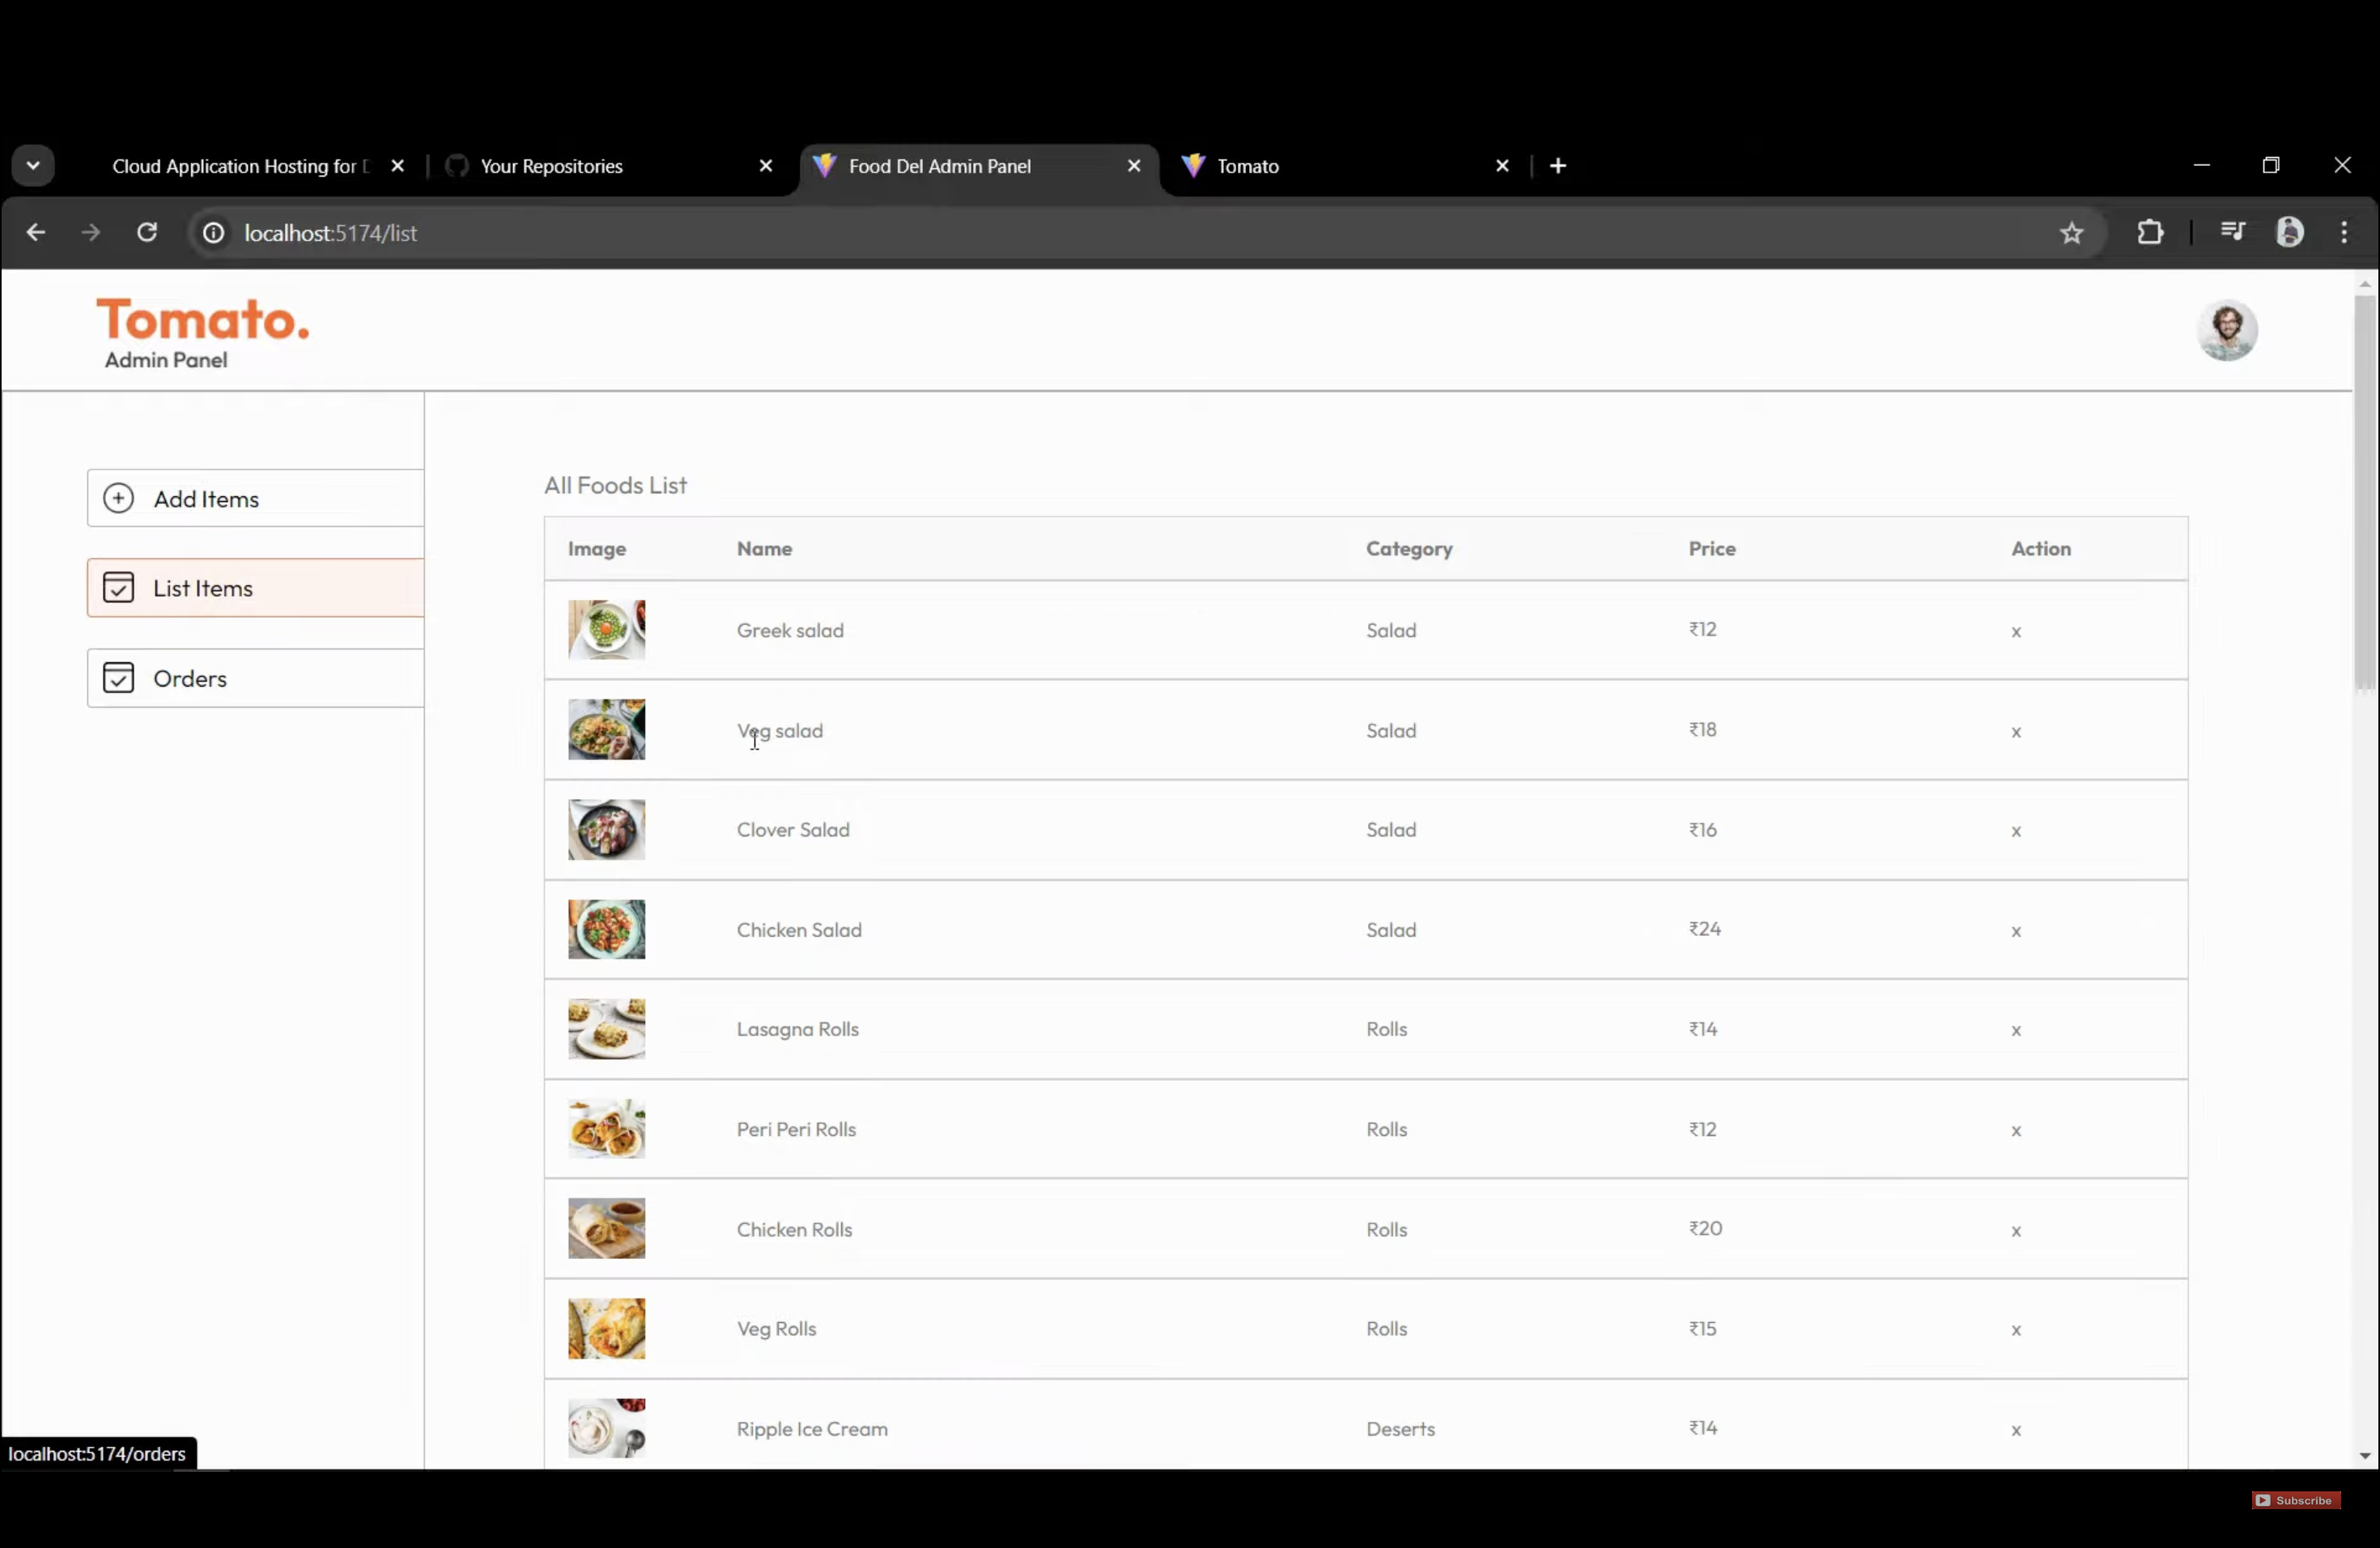 Cloud Application Hosting for D
Your Repositories
Food Del Admin Panel
Tomato
localhost:5174/list
Tomato.
Admin Panel
Add Items
List Items
Orders
All Foods List
Image Name Category Price Action
Greek salad Salad ₹12 x
Veg salad Salad ₹18 x
Clover Salad Salad ₹16 x
Chicken Salad Salad ₹24 x
Lasagna Rolls Rolls ₹14 x
Peri Peri Rolls Rolls ₹12 x
Chicken Rolls Rolls ₹20 x
Veg Rolls Rolls ₹15 x
Ripple Ice Cream Deserts ₹14 x
localhost:5174/orders
Subscribe